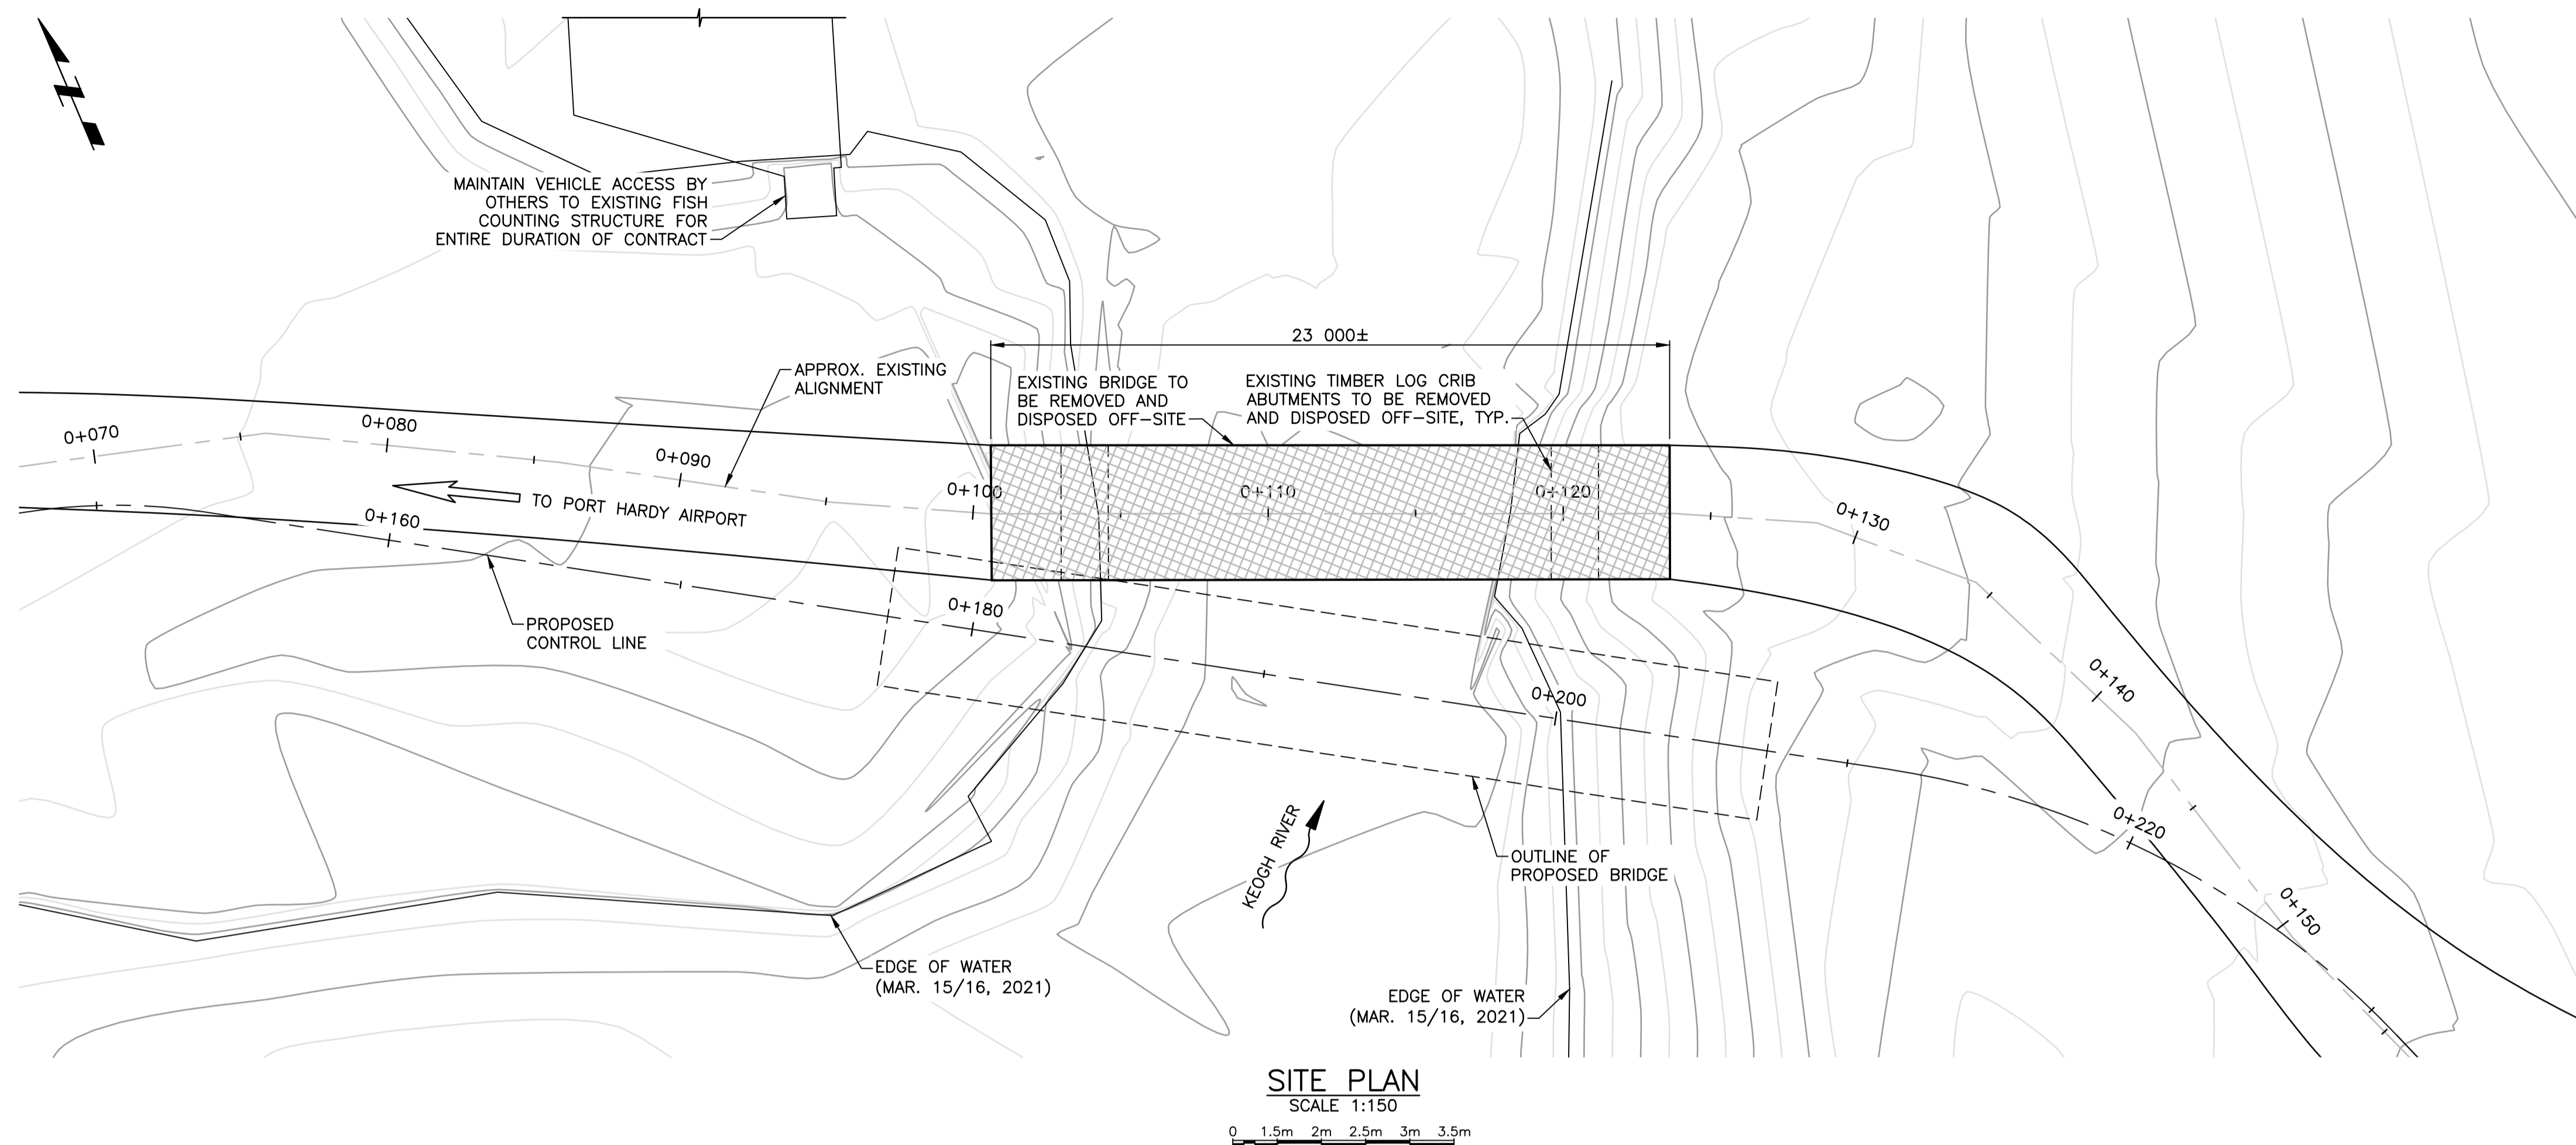 MAINTAIN VEHICLE ACCESS BY
OTHERS TO EXISTING FISH
COUNTING STRUCTURE FOR
ENTIRE DURATION OF CONTRACT
23 000±
APPROX. EXISTING
ALIGNMENT
EXISTING BRIDGE TO
BE REMOVED AND
DISPOSED OFF-SITE
EXISTING TIMBER LOG CRIB
ABUTMENTS TO BE REMOVED
AND DISPOSED OFF-SITE, TYP.
0+070
0+080
0+090
0+100
0+110
0+120
0+130
0+140
0+150
TO PORT HARDY AIRPORT
0+160
0+180
0+200
0+220
PROPOSED
CONTROL LINE
KEOGH RIVER
OUTLINE OF
PROPOSED BRIDGE
EDGE OF WATER
(MAR. 15/16, 2021)
EDGE OF WATER
(MAR. 15/16, 2021)
SITE PLAN
SCALE 1:150
0 1.5m 2m 2.5m 3m 3.5m